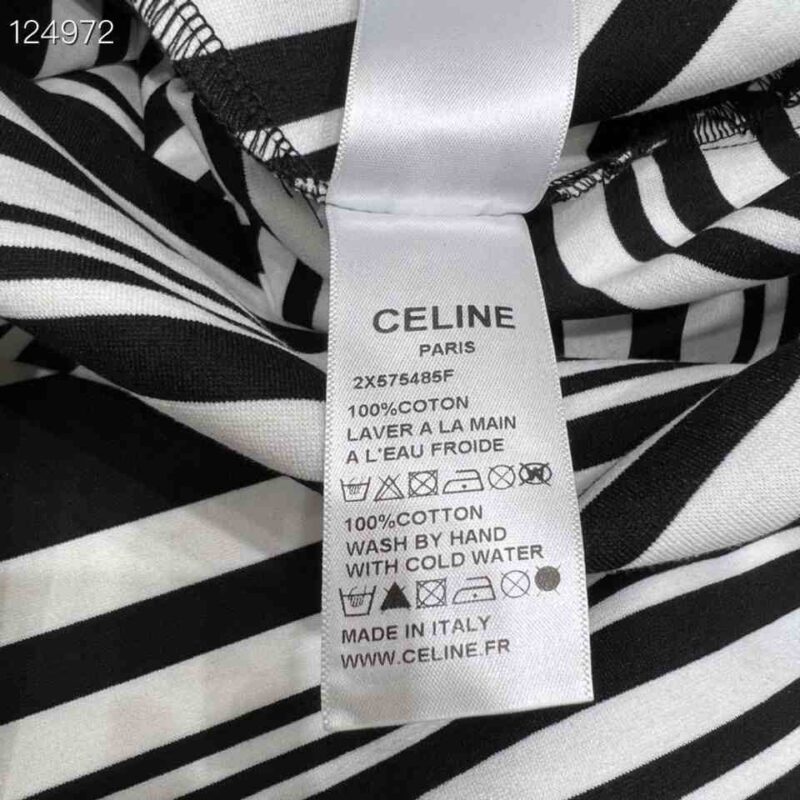 124972
CELINE
PARIS
2X575485F
100%COTON
LAVER A LA MAIN
A L'EAU FROIDE
W
100%COTTON
WASH BY HAND
WITH COLD WATER
MADE IN ITALY
WWW.CELINE.FR